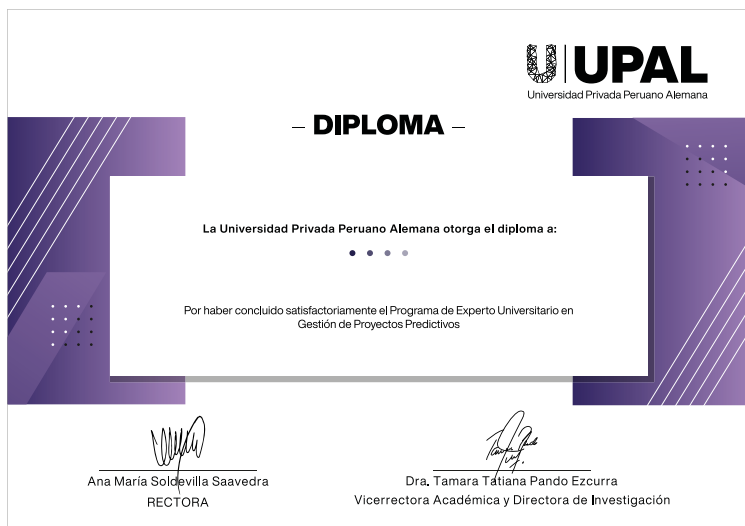 UPAL
Universidad Privada Peruano Alemana
– DIPLOMA –
La Universidad Privada Peruano Alemana otorga el diploma a:
Por haber concluido satisfactoriamente el Programa de Experto Universitario en
Gestión de Proyectos Predictivos
Ana María Soldevilla Saavedra
RECTORA
Dra. Tamara Tatiana Pando Ezcurra
Vicerrectora Académica y Directora de Investigación